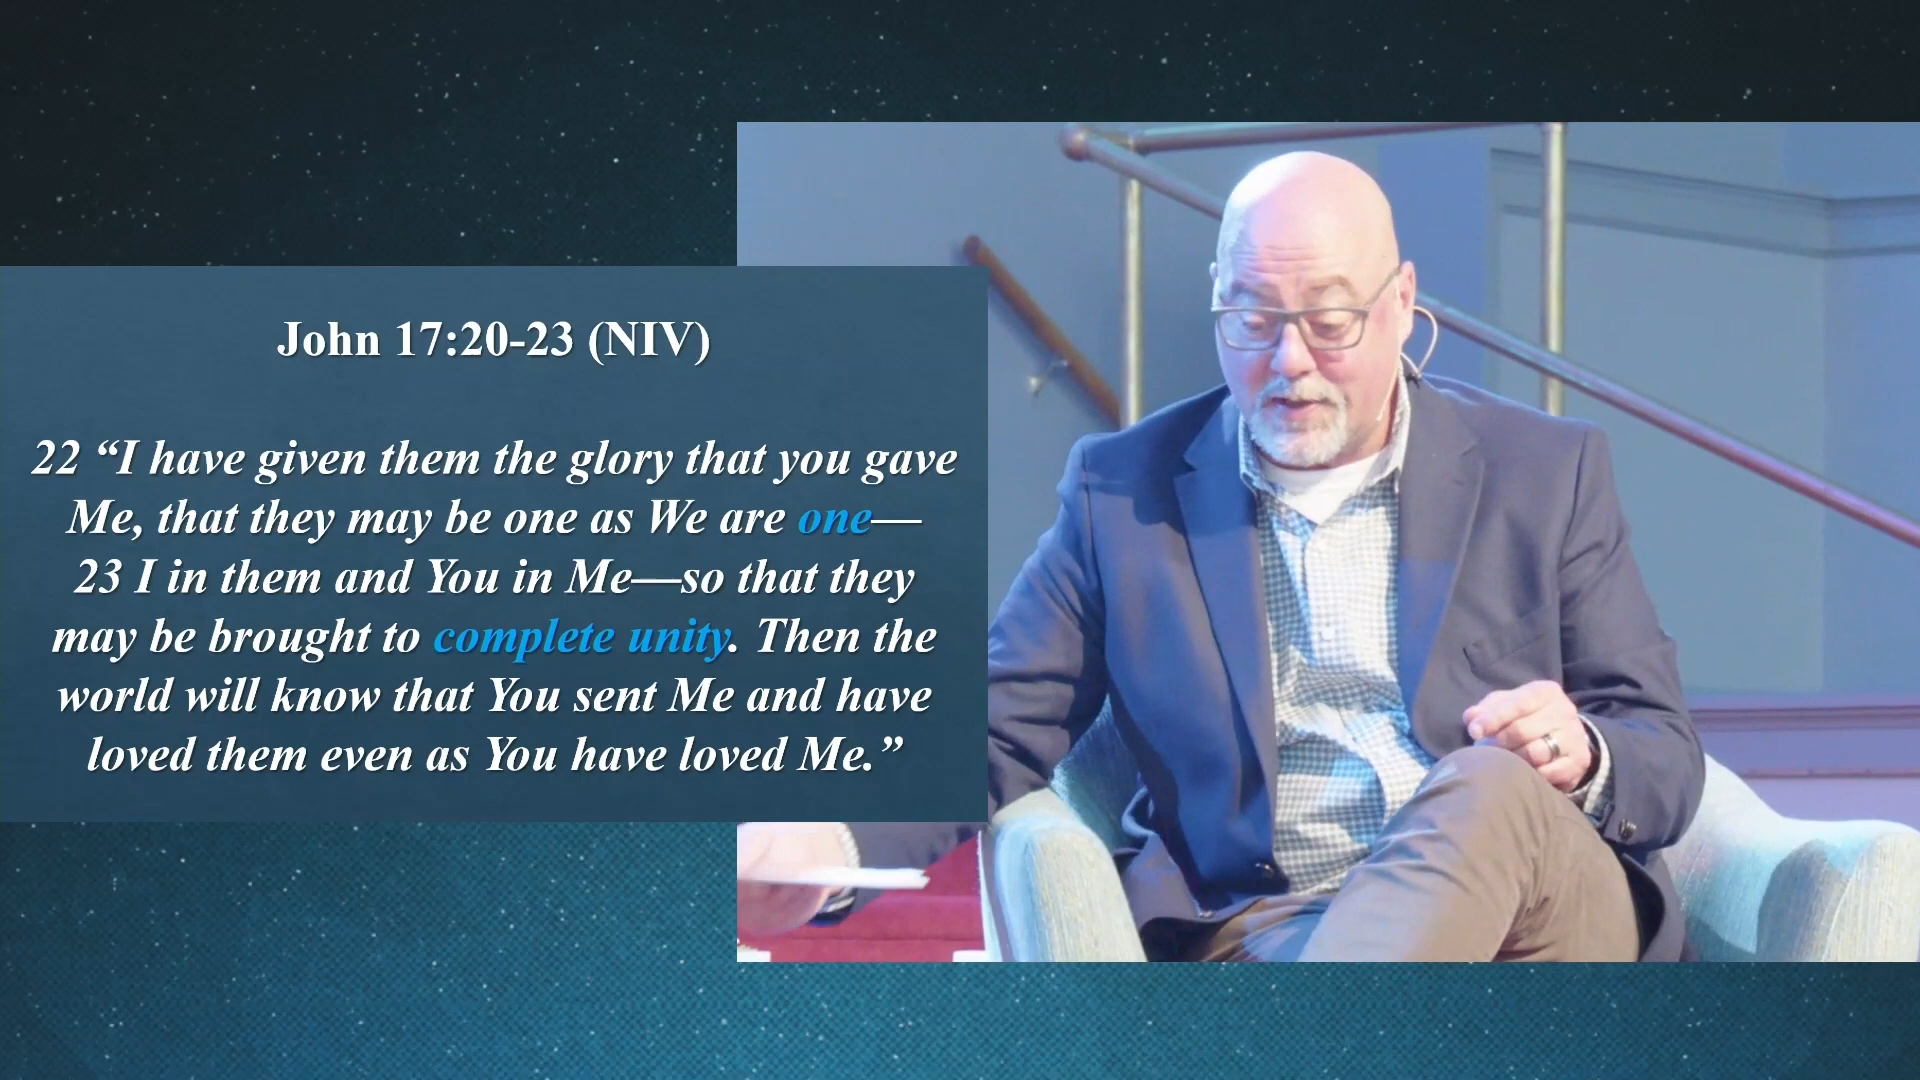 John 17:20-23 (NIV)
22 “I have given them the glory that you gave
Me, that they may be one as We are one—
23 I in them and You in Me—so that they
may be brought to complete unity. Then the
world will know that You sent Me and have
loved them even as You have loved Me.”